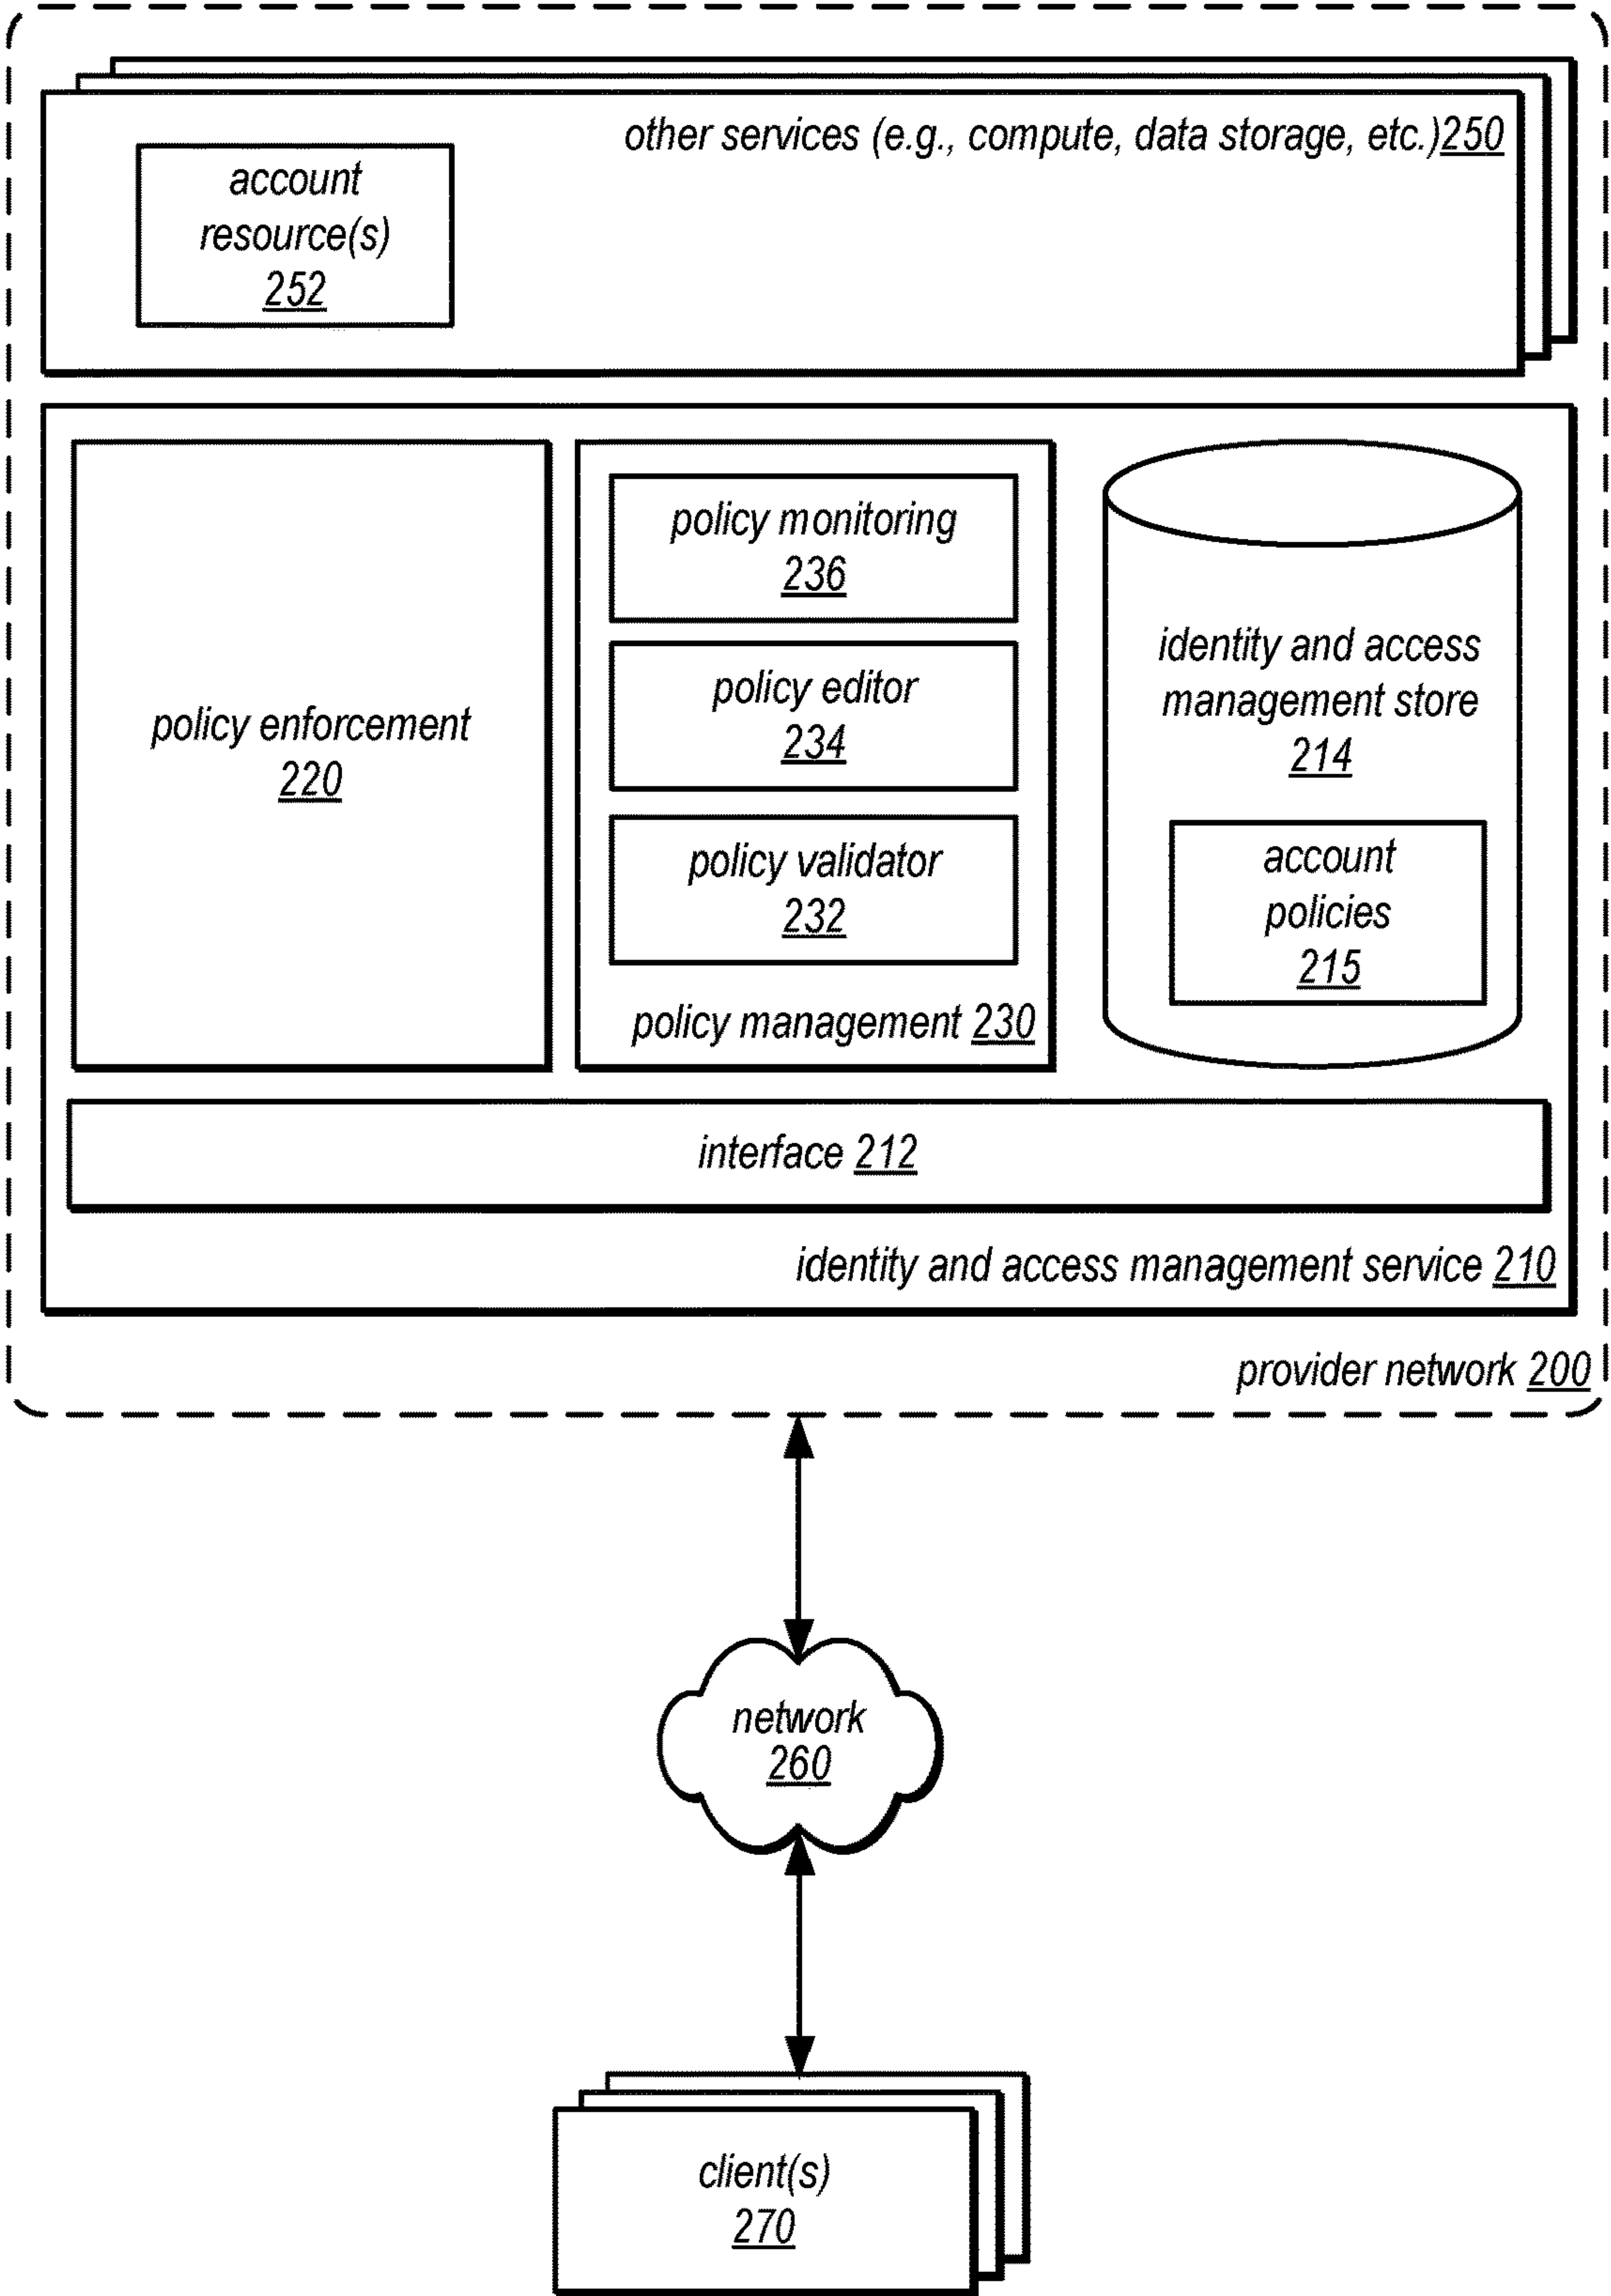 other services (e.g., compute, data storage, etc.)250
account
resource(s)
252
policy enforcement
220
policy monitoring
236
policy editor
234
policy validator
232
policy management 230
identity and access
management store
214
account
policies
215
interface 212
identity and access management service 210
provider network 200
network
260
client(s)
270